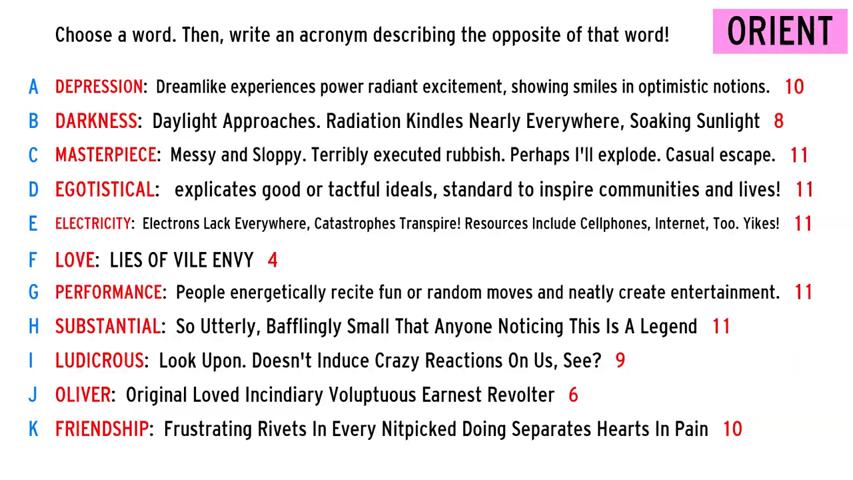 Choose a word. Then, write an acronym describing the opposite of that word!
ORIENT
A DEPRESSION: Dreamlike experiences power radiant excitement, showing smiles in optimistic notions. 10
B DARKNESS: Daylight Approaches. Radiation Kindles Nearly Everywhere, Soaking Sunlight 8
C MASTERPIECE: Messy and Sloppy. Terribly executed rubbish. Perhaps I'll explode. Casual escape. 11
D EGOTISTICAL: explicates good or tactful ideals, standard to inspire communities and lives! 11
E ELECTRICITY: Electrons Lack Everywhere, Catastrophes Transpire! Resources Include Cellphones, Internet, Too. Yikes! 11
F LOVE: LIES OF VILE ENVY 4
G PERFORMANCE: People energetically recite fun or random moves and neatly create entertainment. 11
H SUBSTANTIAL: So Utterly, Bafflingly Small That Anyone Noticing This Is A Legend 11
I LUDICROUS: Look Upon. Doesn't Induce Crazy Reactions On Us, See? 9
J OLIVER: Original Loved Incindiary Voluptuous Earnest Revolter 6
K FRIENDSHIP: Frustrating Rivets In Every Nitpicked Doing Separates Hearts In Pain 10